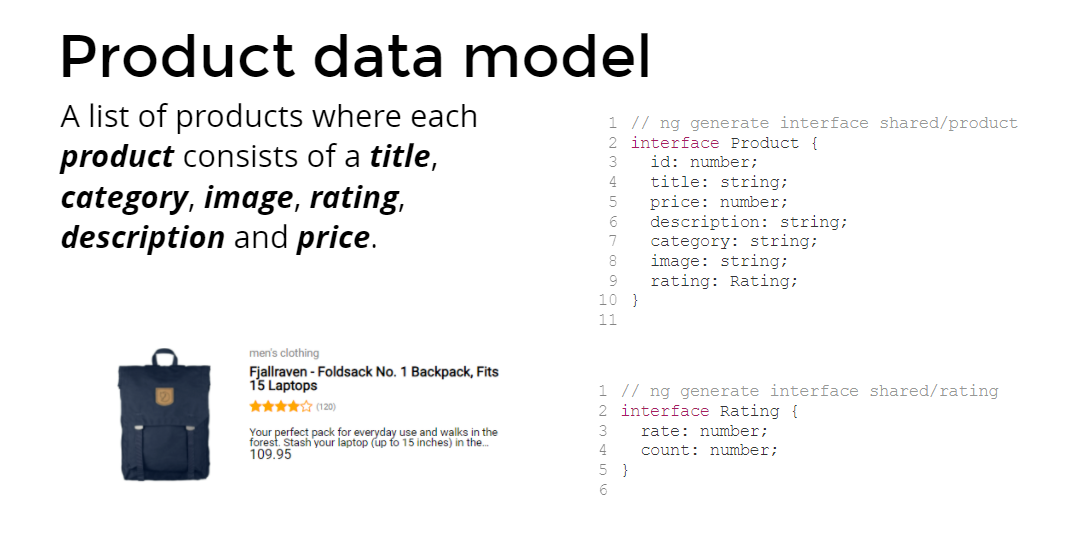 Product data model
A list of products where each
product consists of a title,
category, image, rating,
description and price.
1 // ng generate interface shared/product
2 interface Product {
3 id: number;
4 title: string;
5 price: number;
6 description: string;
7 category: string;
8 image: string;
9 rating: Rating;
10 }
11
men's clothing
Fjallraven - Foldsack No. 1 Backpack, Fits
15 Laptops
(120)
Your perfect pack for everyday use and walks in the
forest. Stash your laptop (up to 15 inches) in the...
109.95
1 // ng generate interface shared/rating
2 interface Rating {
3 rate: number;
4 count: number;
5 }
6